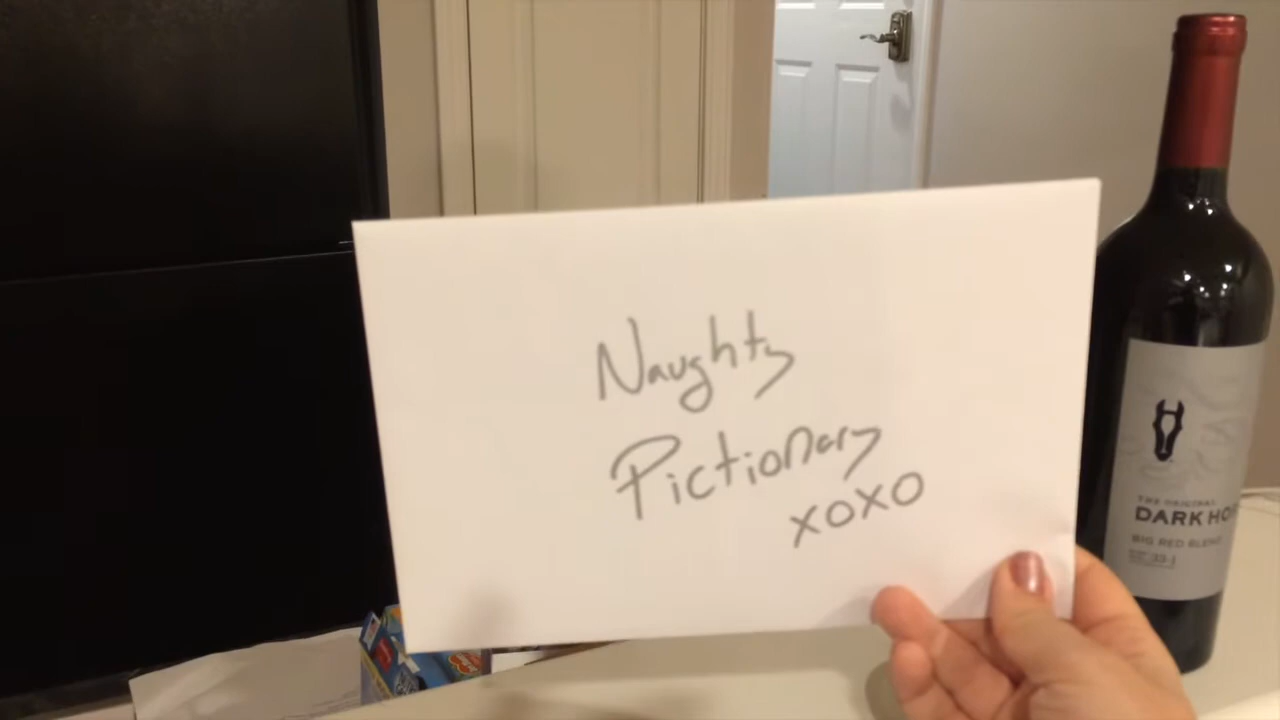 Naughty
Pictionary
xoxo
THE ORIGINAL
DARK HO
BIG RED BLEND